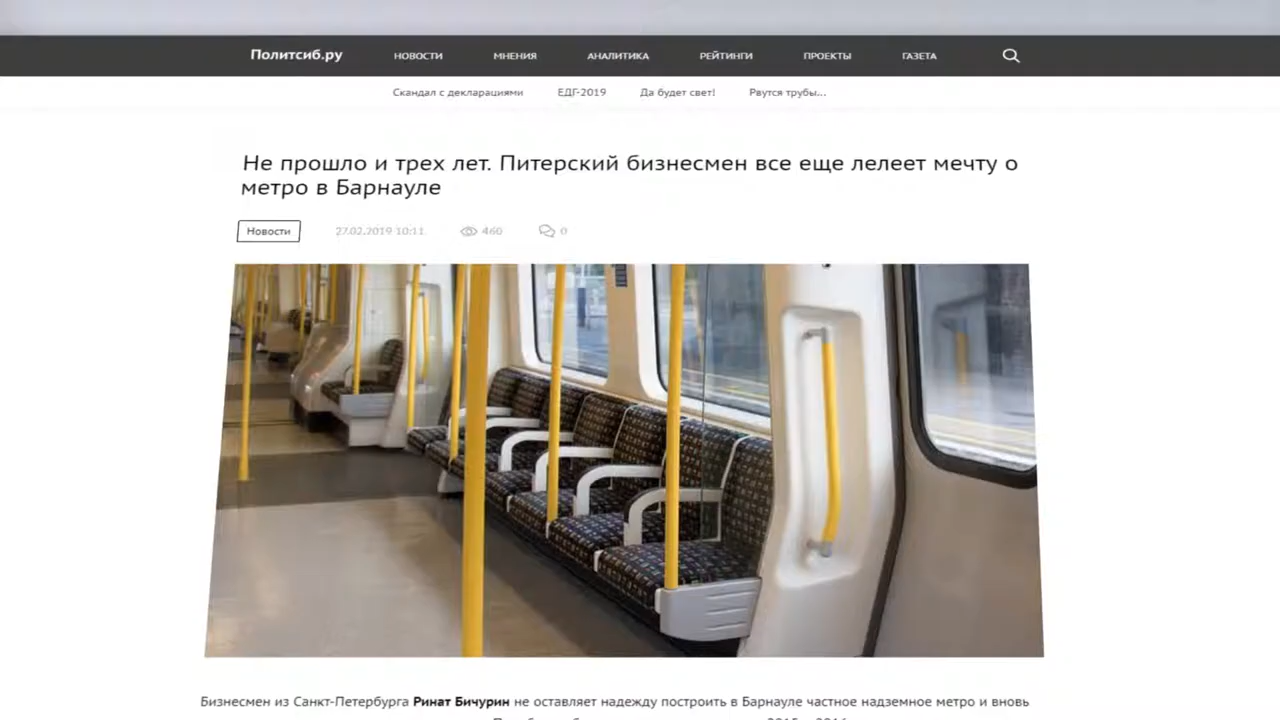 Политсиб.ру НОВОСТИ МНЕНИЯ АНАЛИТИКА РЕЙТИНГИ ПРОЕКТЫ ГАЗЕТА
Скандал с декларациями ЕДГ-2019 Да будет свет! Рвутся трубы...
Не прошло и трех лет. Питерский бизнесмен все еще лелеет мечту о
метро в Барнауле
Новости 27.02.2019 10:11 460 0
Бизнесмен из Санкт-Петербурга Ринат Бичурин не оставляет надежду построить в Барнауле частное надземное метро и вновь